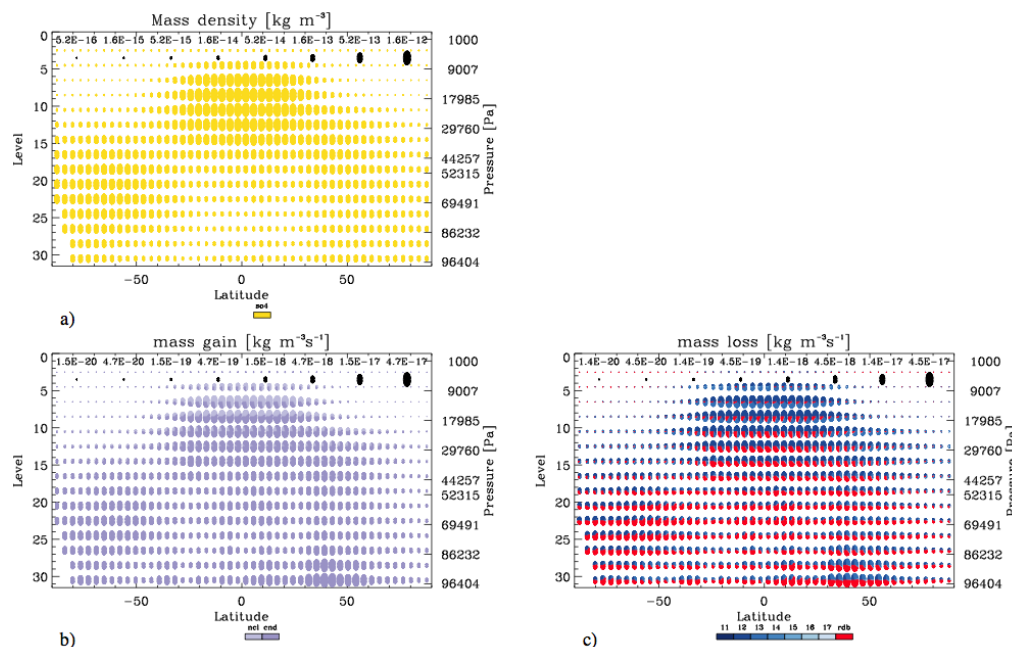 Mass density [kg m⁻³]
5.2E-16 1.6E-15 5.2E-15 1.6E-14 5.2E-14 1.6E-13 5.2E-13 1.6E-12
0
5
10
15
20
25
30
Level
1000
9007
17985
29760
44257
52315
69491
86232
96404
Pressure [Pa]
-50 0 50
Latitude
so4
a)
mass gain [kg m⁻³s⁻¹]
1.5E-20 4.7E-20 1.5E-19 4.7E-19 1.5E-18 4.7E-18 1.5E-17 4.7E-17
0
5
10
15
20
25
30
Level
1000
9007
17985
29760
44257
52315
69491
86232
96404
Pressure [Pa]
-50 0 50
Latitude
ncl cnd
b)
mass loss [kg m⁻³s⁻¹]
1.4E-20 4.5E-20 1.4E-19 4.5E-19 1.4E-18 4.5E-18 1.4E-17 4.5E-17
0
5
10
15
20
25
30
Level
1000
9007
17985
29760
44257
52315
69491
86232
96404
Pressure [Pa]
-50 0 50
Latitude
11 12 13 14 15 16 17 rdb
c)